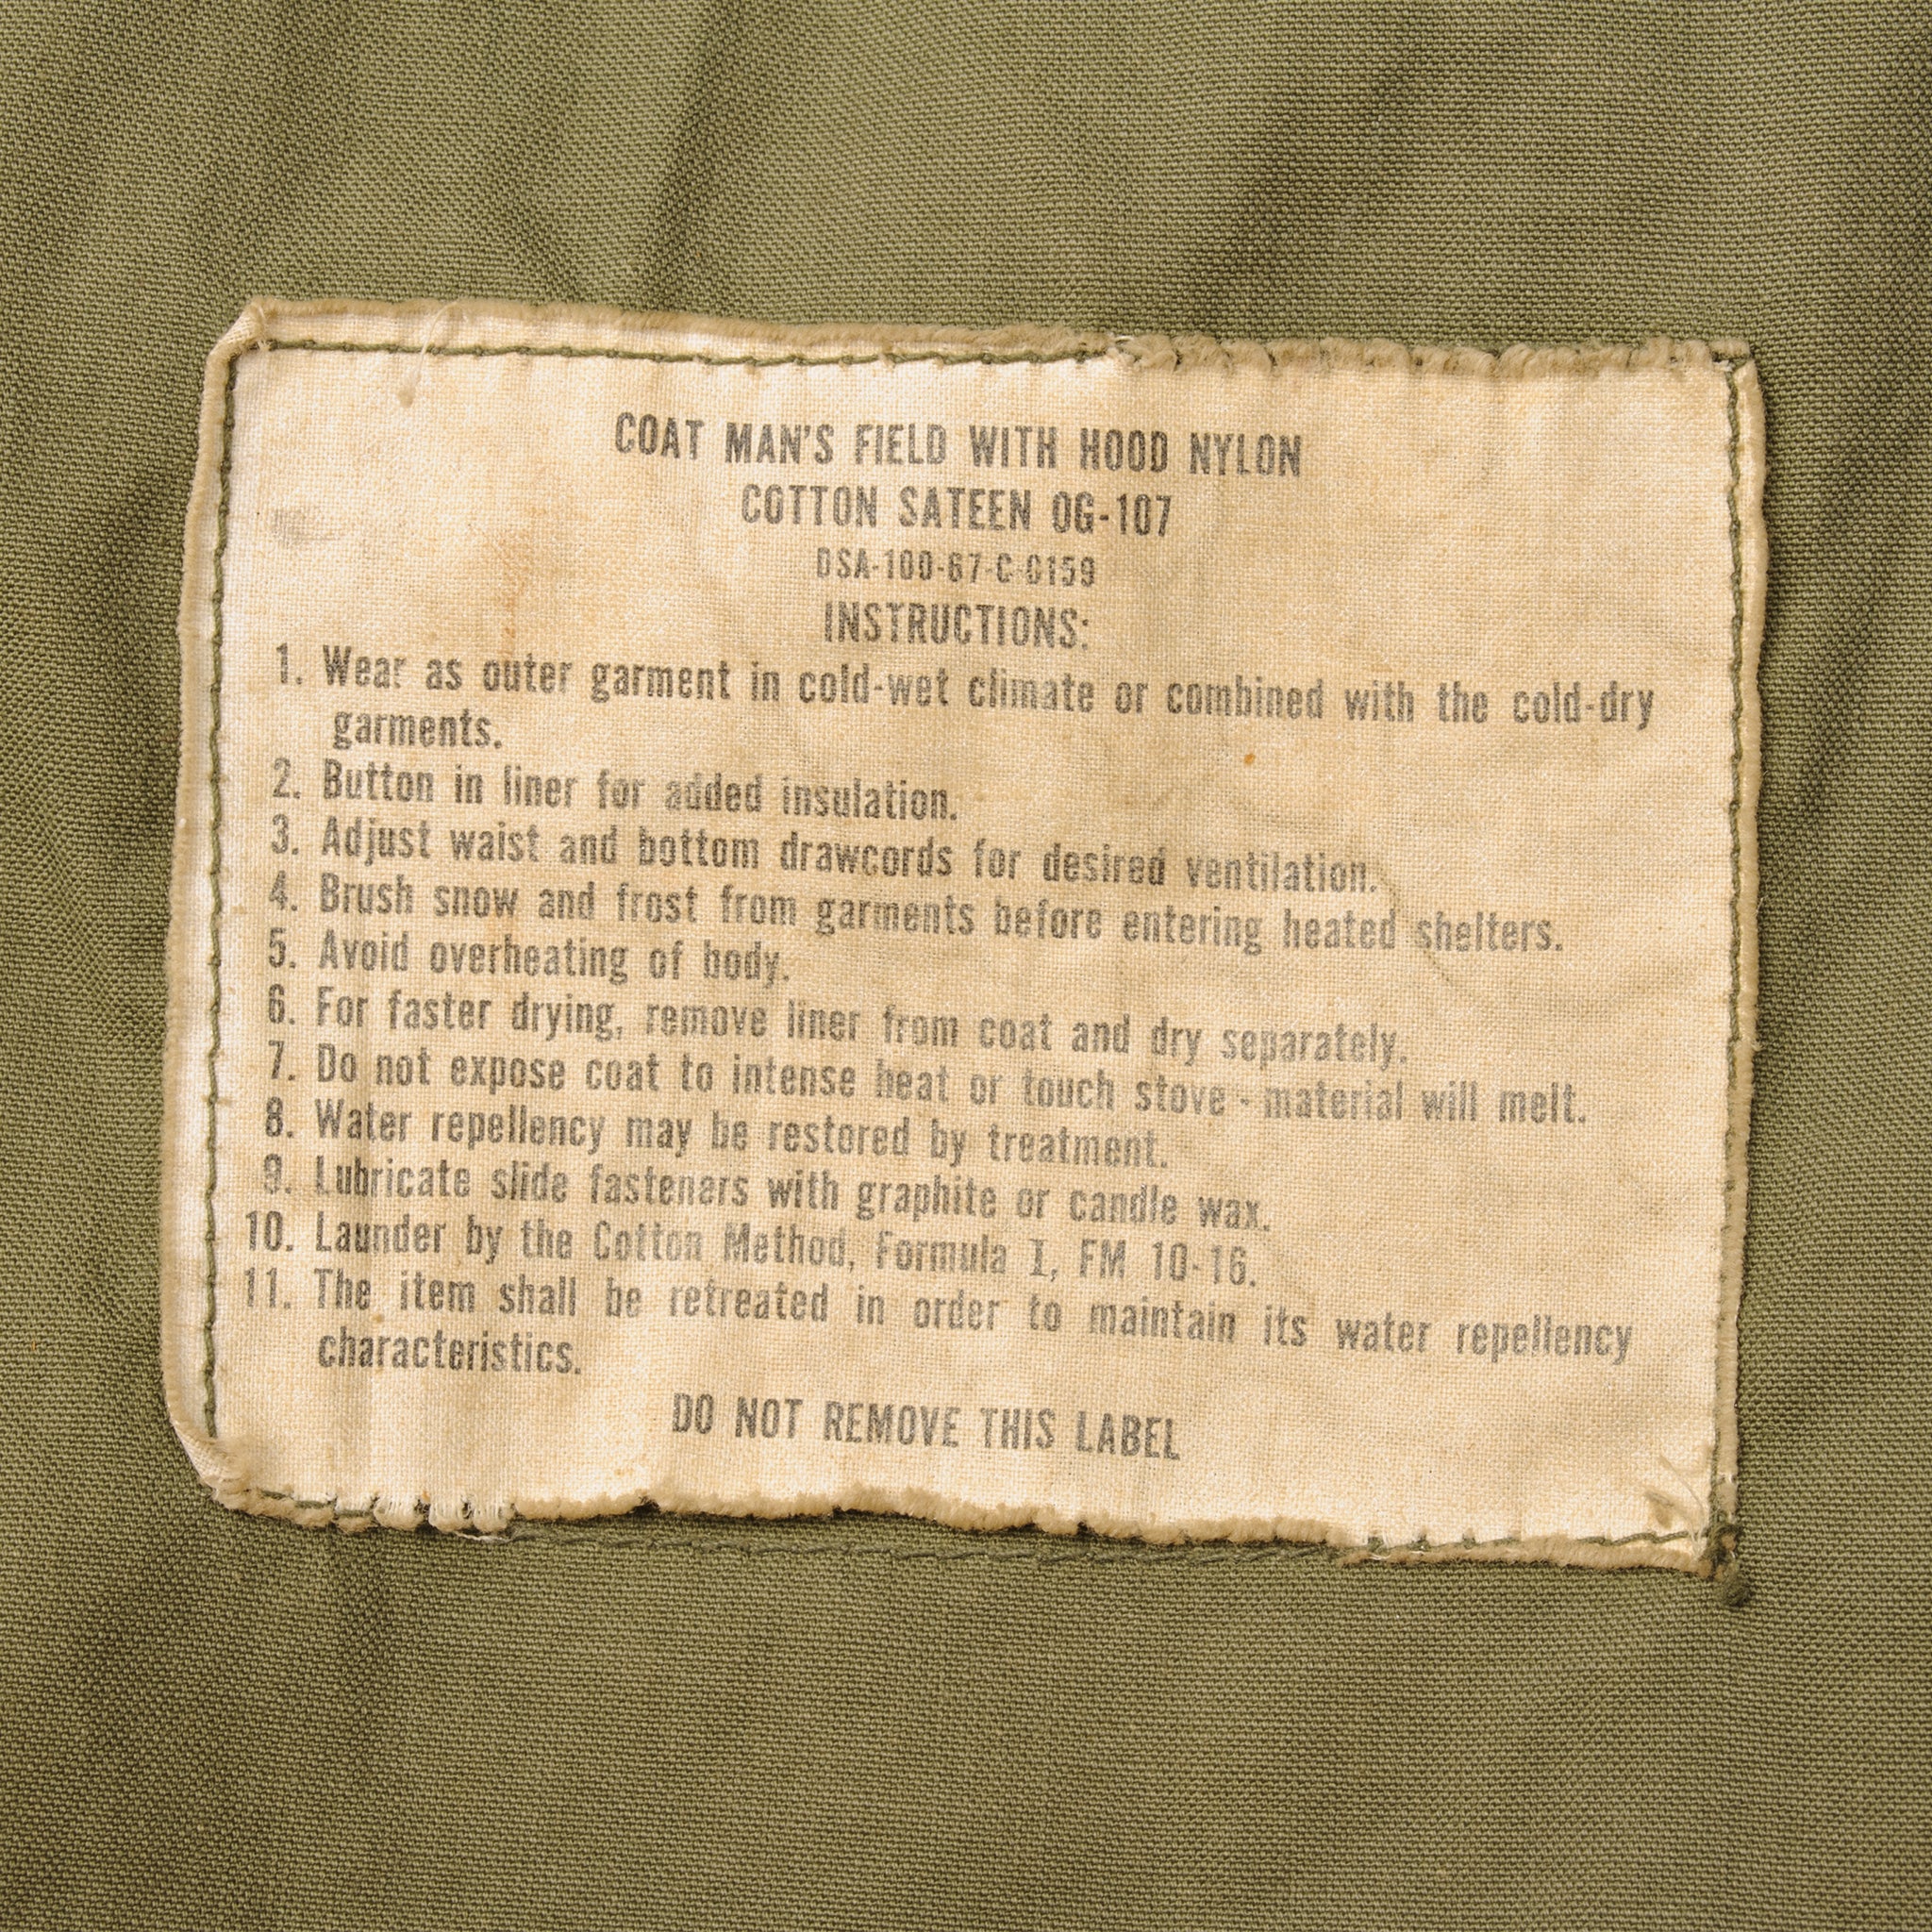 COAT MAN'S FIELD WITH HOOD NYLON
COTTON SATEEN OG-107
DSA-100-67-C-0159
INSTRUCTIONS:
1. Wear as outer garment in cold-wet climate or combined with the cold-dry
garments.
2. Button in liner for added insulation.
3. Adjust waist and bottom drawcords for desired ventilation.
4. Brush snow and frost from garments before entering heated shelters.
5. Avoid overheating of body.
6. For faster drying, remove liner from coat and dry separately.
7. Do not expose coat to intense heat or touch stove - material will melt.
8. Water repellency may be restored by treatment.
9. Lubricate slide fasteners with graphite or candle wax.
10. Launder by the Cotton Method, Formula I, FM 10-16.
11. The item shall be retreated in order to maintain its water repellency
characteristics.
DO NOT REMOVE THIS LABEL